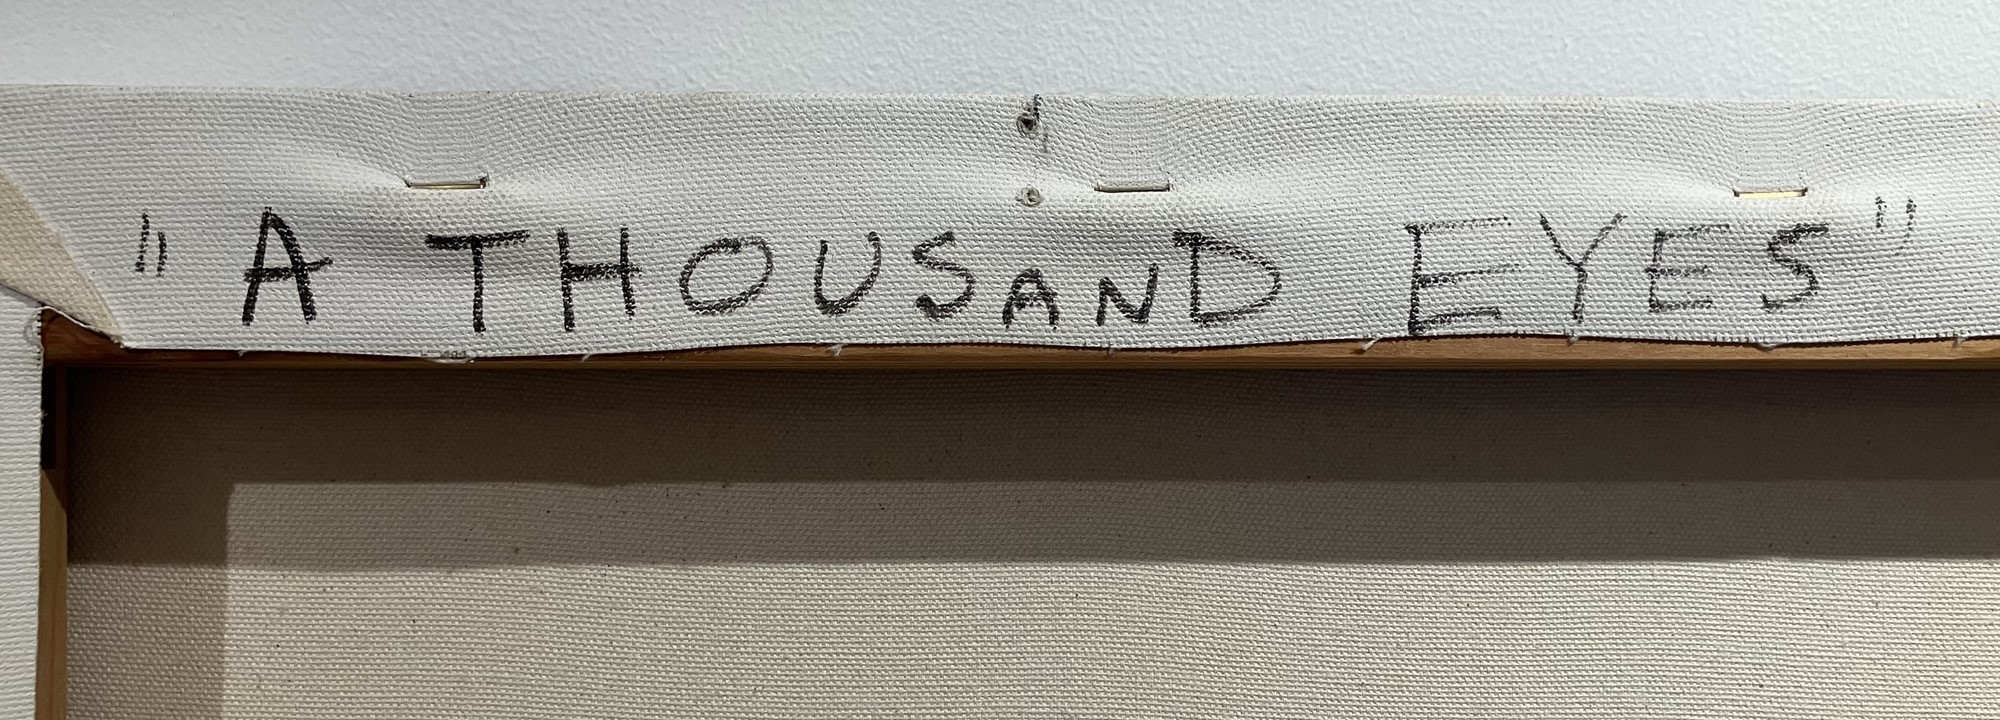 "A THOUSAND EYES"